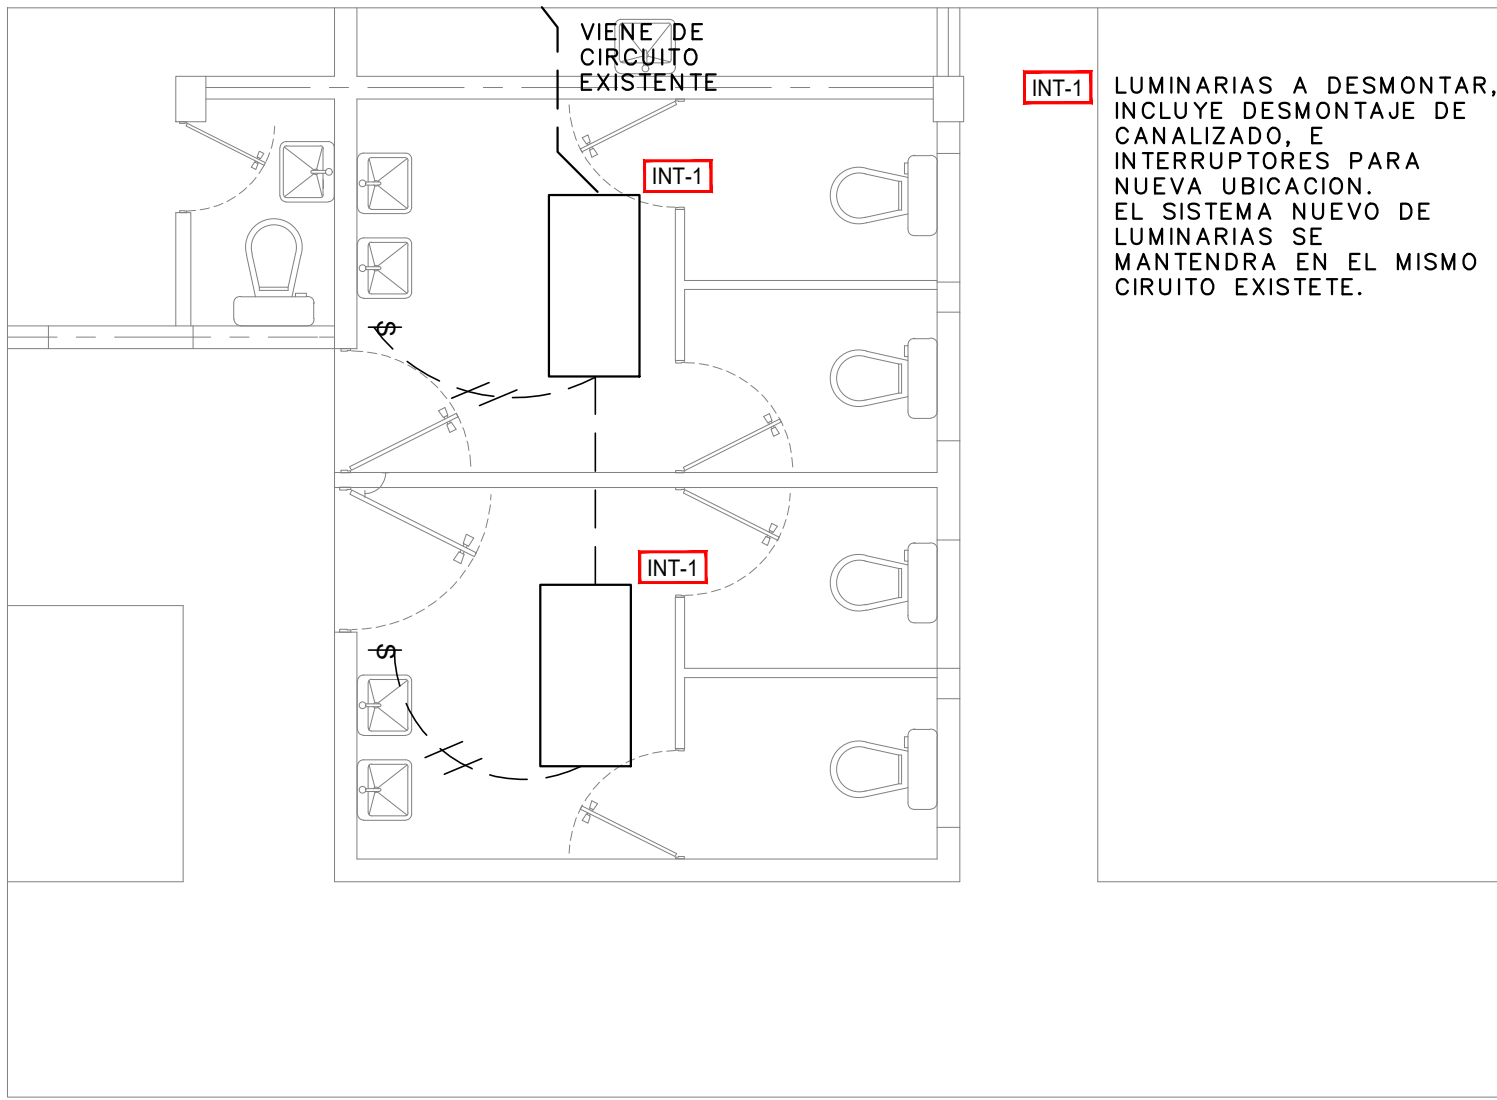 VIENE DE
CIRCUITO
EXISTENTE
INT-1
LUMINARIAS A DESMONTAR,
INCLUYE DESMONTAJE DE
CANALIZADO, E
INTERRUPTORES PARA
NUEVA UBICACION.
EL SISTEMA NUEVO DE
LUMINARIAS SE
MANTENDRA EN EL MISMO
CIRUITO EXISTETE.
INT-1
S
INT-1
S